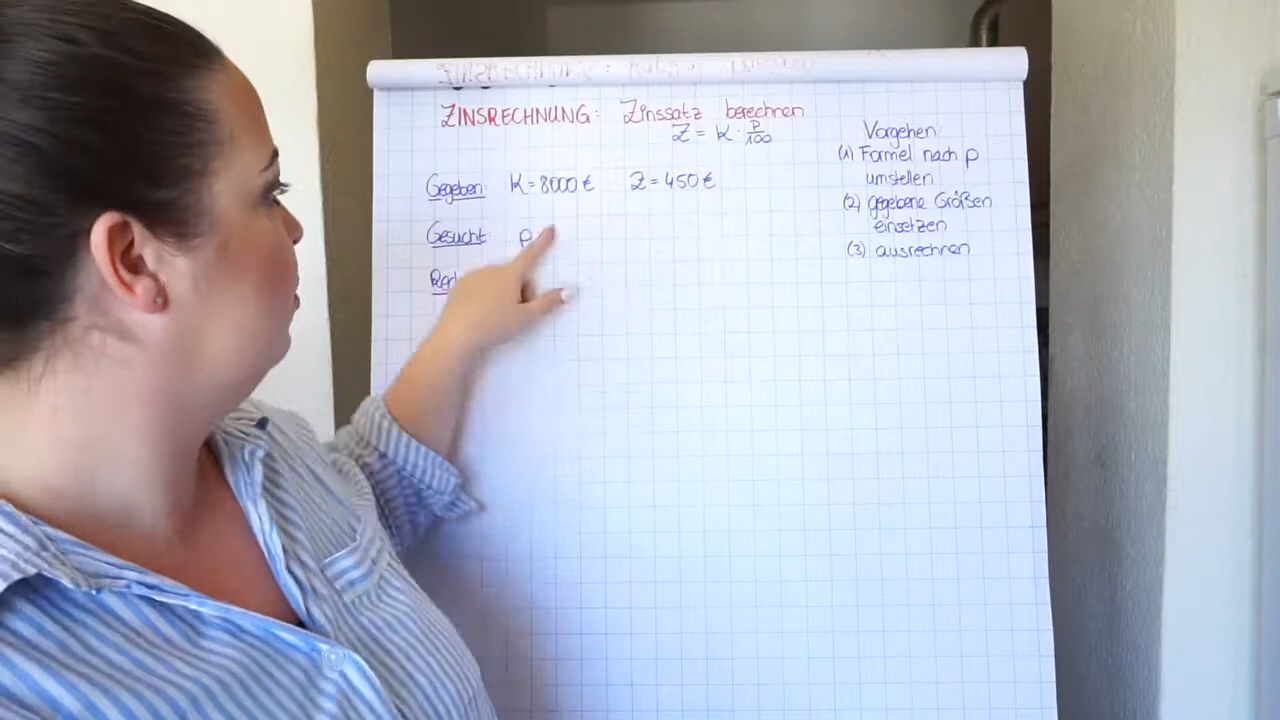 ZINSRECHNUNG: Zinssatz berechnen
Z = K · p/100
Gegeben: K = 8000 € Z = 450 €
Gesucht p
Vorgehen:
(1) Formel nach p
umstellen
(2) gegebene Größen
einsetzen
(3) ausrechnen